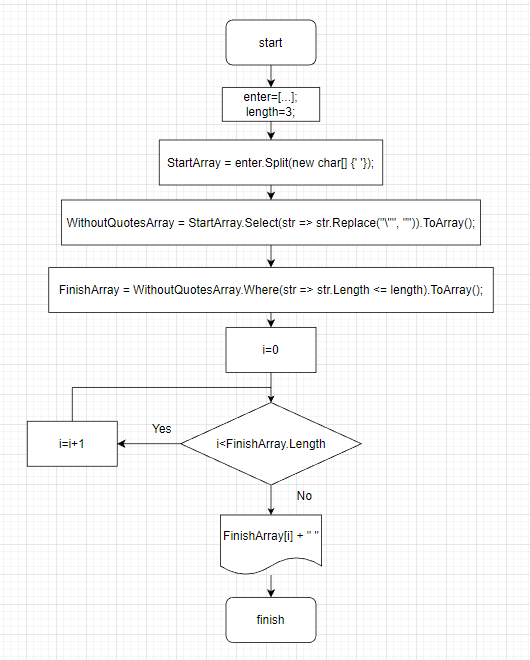 start
enter=[...];
length=3;
StartArray = enter.Split(new char[] {' '});
WithoutQuotesArray = StartArray.Select(str => str.Replace("\"", "")).ToArray();
FinishArray = WithoutQuotesArray.Where(str => str.Length <= length).ToArray();
i=0
Yes
i=i+1
i<FinishArray.Length
No
FinishArray[i] + " "
finish